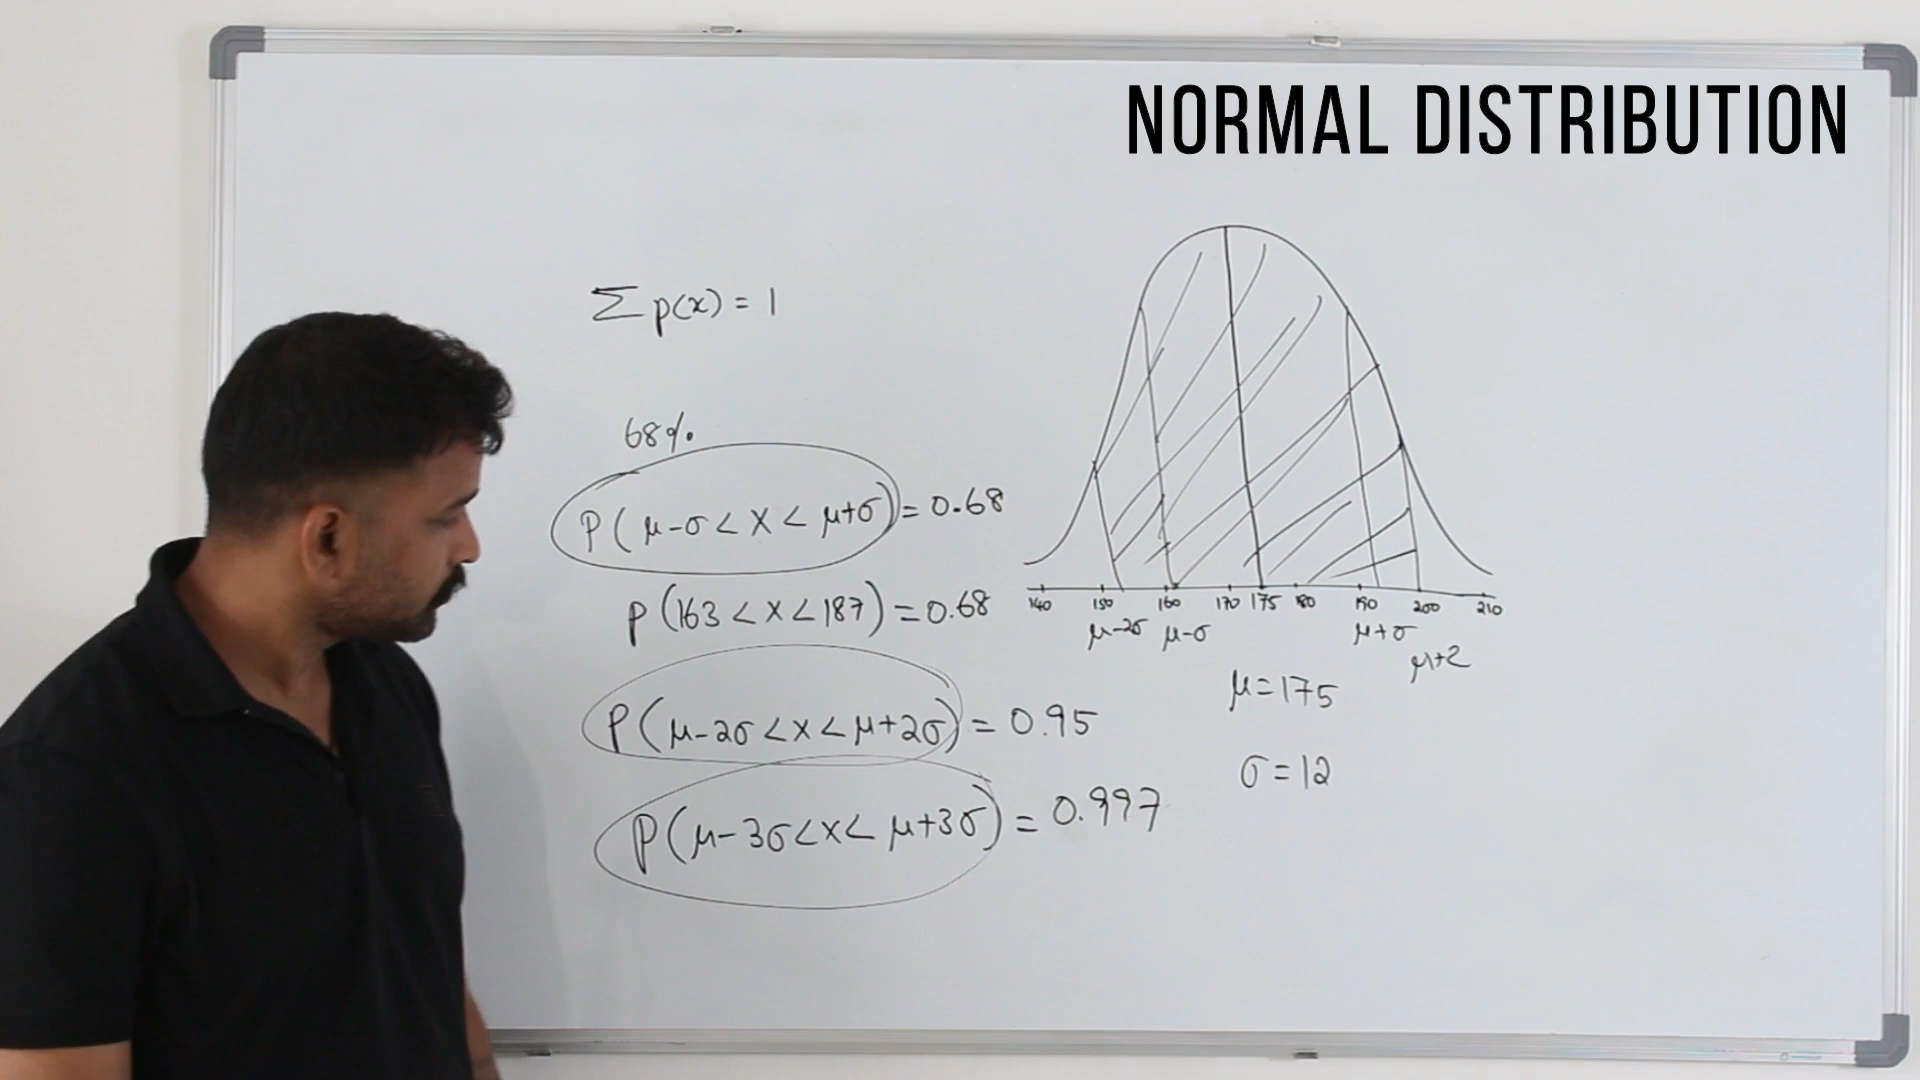 NORMAL DISTRIBUTION
Σ p(x) = 1
68%
P(μ-σ < X < μ+σ) = 0.68
P(163 < X < 187) = 0.68
P(μ-2σ < X < μ+2σ) = 0.95
P(μ-3σ < X < μ+3σ) = 0.997
140 150 160 170 175 180 190 200 210
μ-2σ μ-σ μ+σ
μ+2
μ=175
σ=12